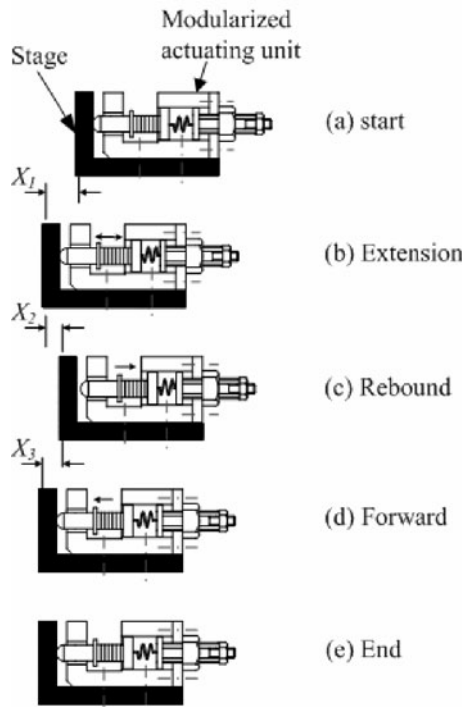 Modularized
actuating unit
Stage
(a) start
X1
(b) Extension
X2
(c) Rebound
X3
(d) Forward
(e) End